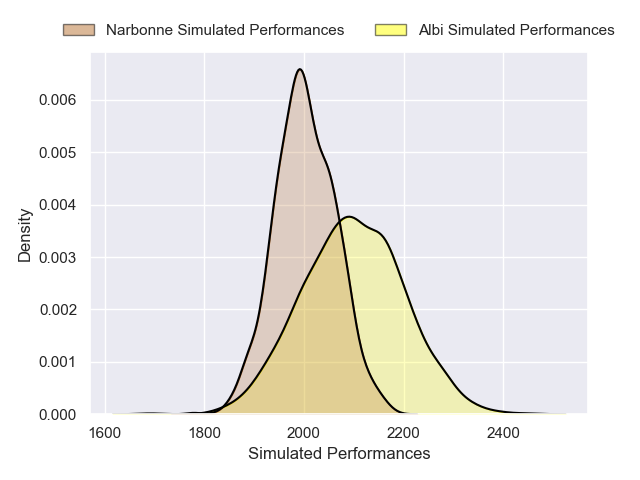 Narbonne Simulated Performances Albi Simulated Performances
0.006
0.005
0.004
0.003
0.002
0.001
0.000
Density
1600 1800 2000 2200 2400
Simulated Performances